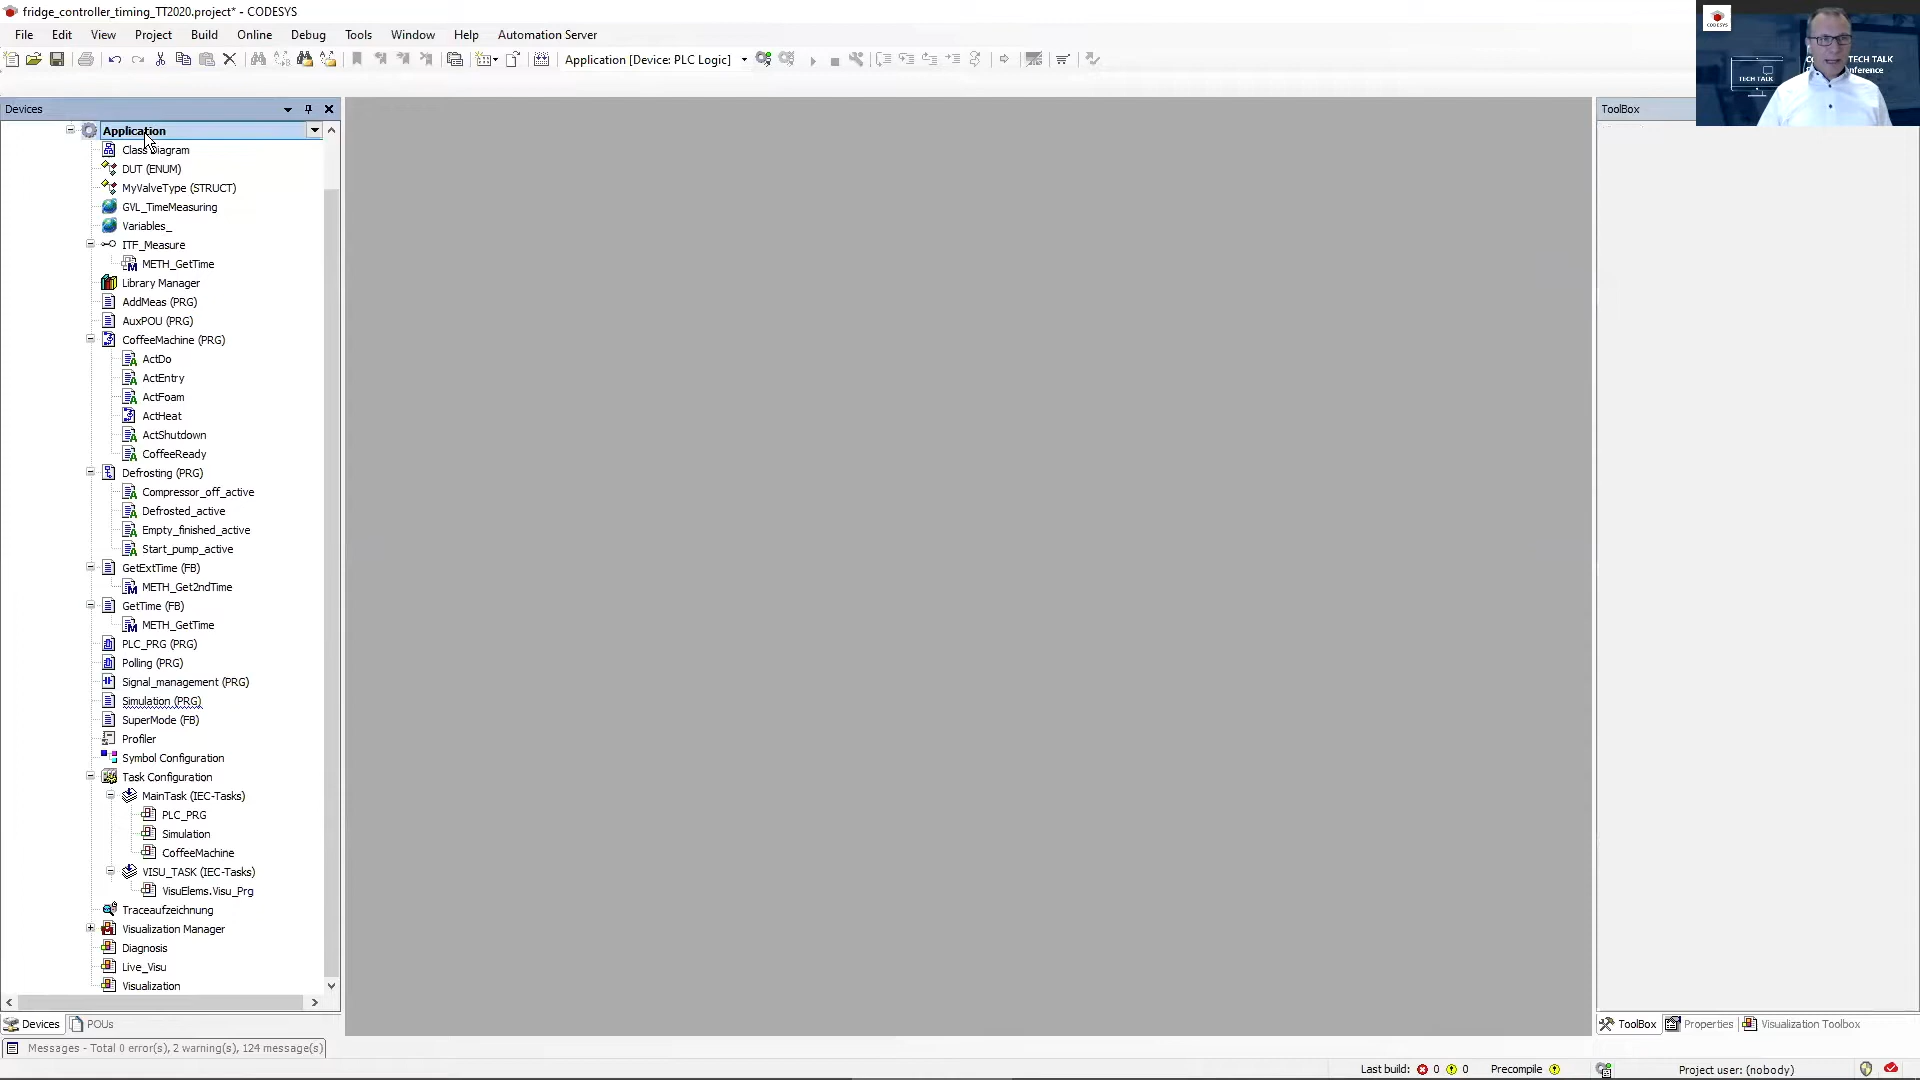 fridge_controller_timing_TT2020.project* - CODESYS
File Edit View Project Build Online Debug Tools Window Help Automation Server
Application [Device: PLC Logic]
CODESYS
TECH TALK
TECH TALK
Devices
ToolBox
Application
Class Diagram
DUT (ENUM)
MyValveType (STRUCT)
GVL_TimeMeasuring
Variables_
ITF_Measure
METH_GetTime
Library Manager
AddMeas (PRG)
AuxPOU (PRG)
CoffeeMachine (PRG)
ActDo
ActEntry
ActFoam
ActHeat
ActShutdown
CoffeeReady
Defrosting (PRG)
Compressor_off_active
Defrosted_active
Empty_finished_active
Start_pump_active
GetExtTime (FB)
METH_Get2ndTime
GetTime (FB)
METH_GetTime
PLC_PRG (PRG)
Polling (PRG)
Signal_management (PRG)
Simulation (PRG)
SuperMode (FB)
Profiler
Symbol Configuration
Task Configuration
MainTask (IEC-Tasks)
PLC_PRG
Simulation
CoffeeMachine
VISU_TASK (IEC-Tasks)
VisuElems.Visu_Prg
Traceaufzeichnung
Visualization Manager
Diagnosis
Live_Visu
Visualization
Devices POUs
ToolBox Properties Visualization Toolbox
Messages - Total 0 error(s), 2 warning(s), 124 message(s)
Last build: 0 0 Precompile Project user: (nobody)